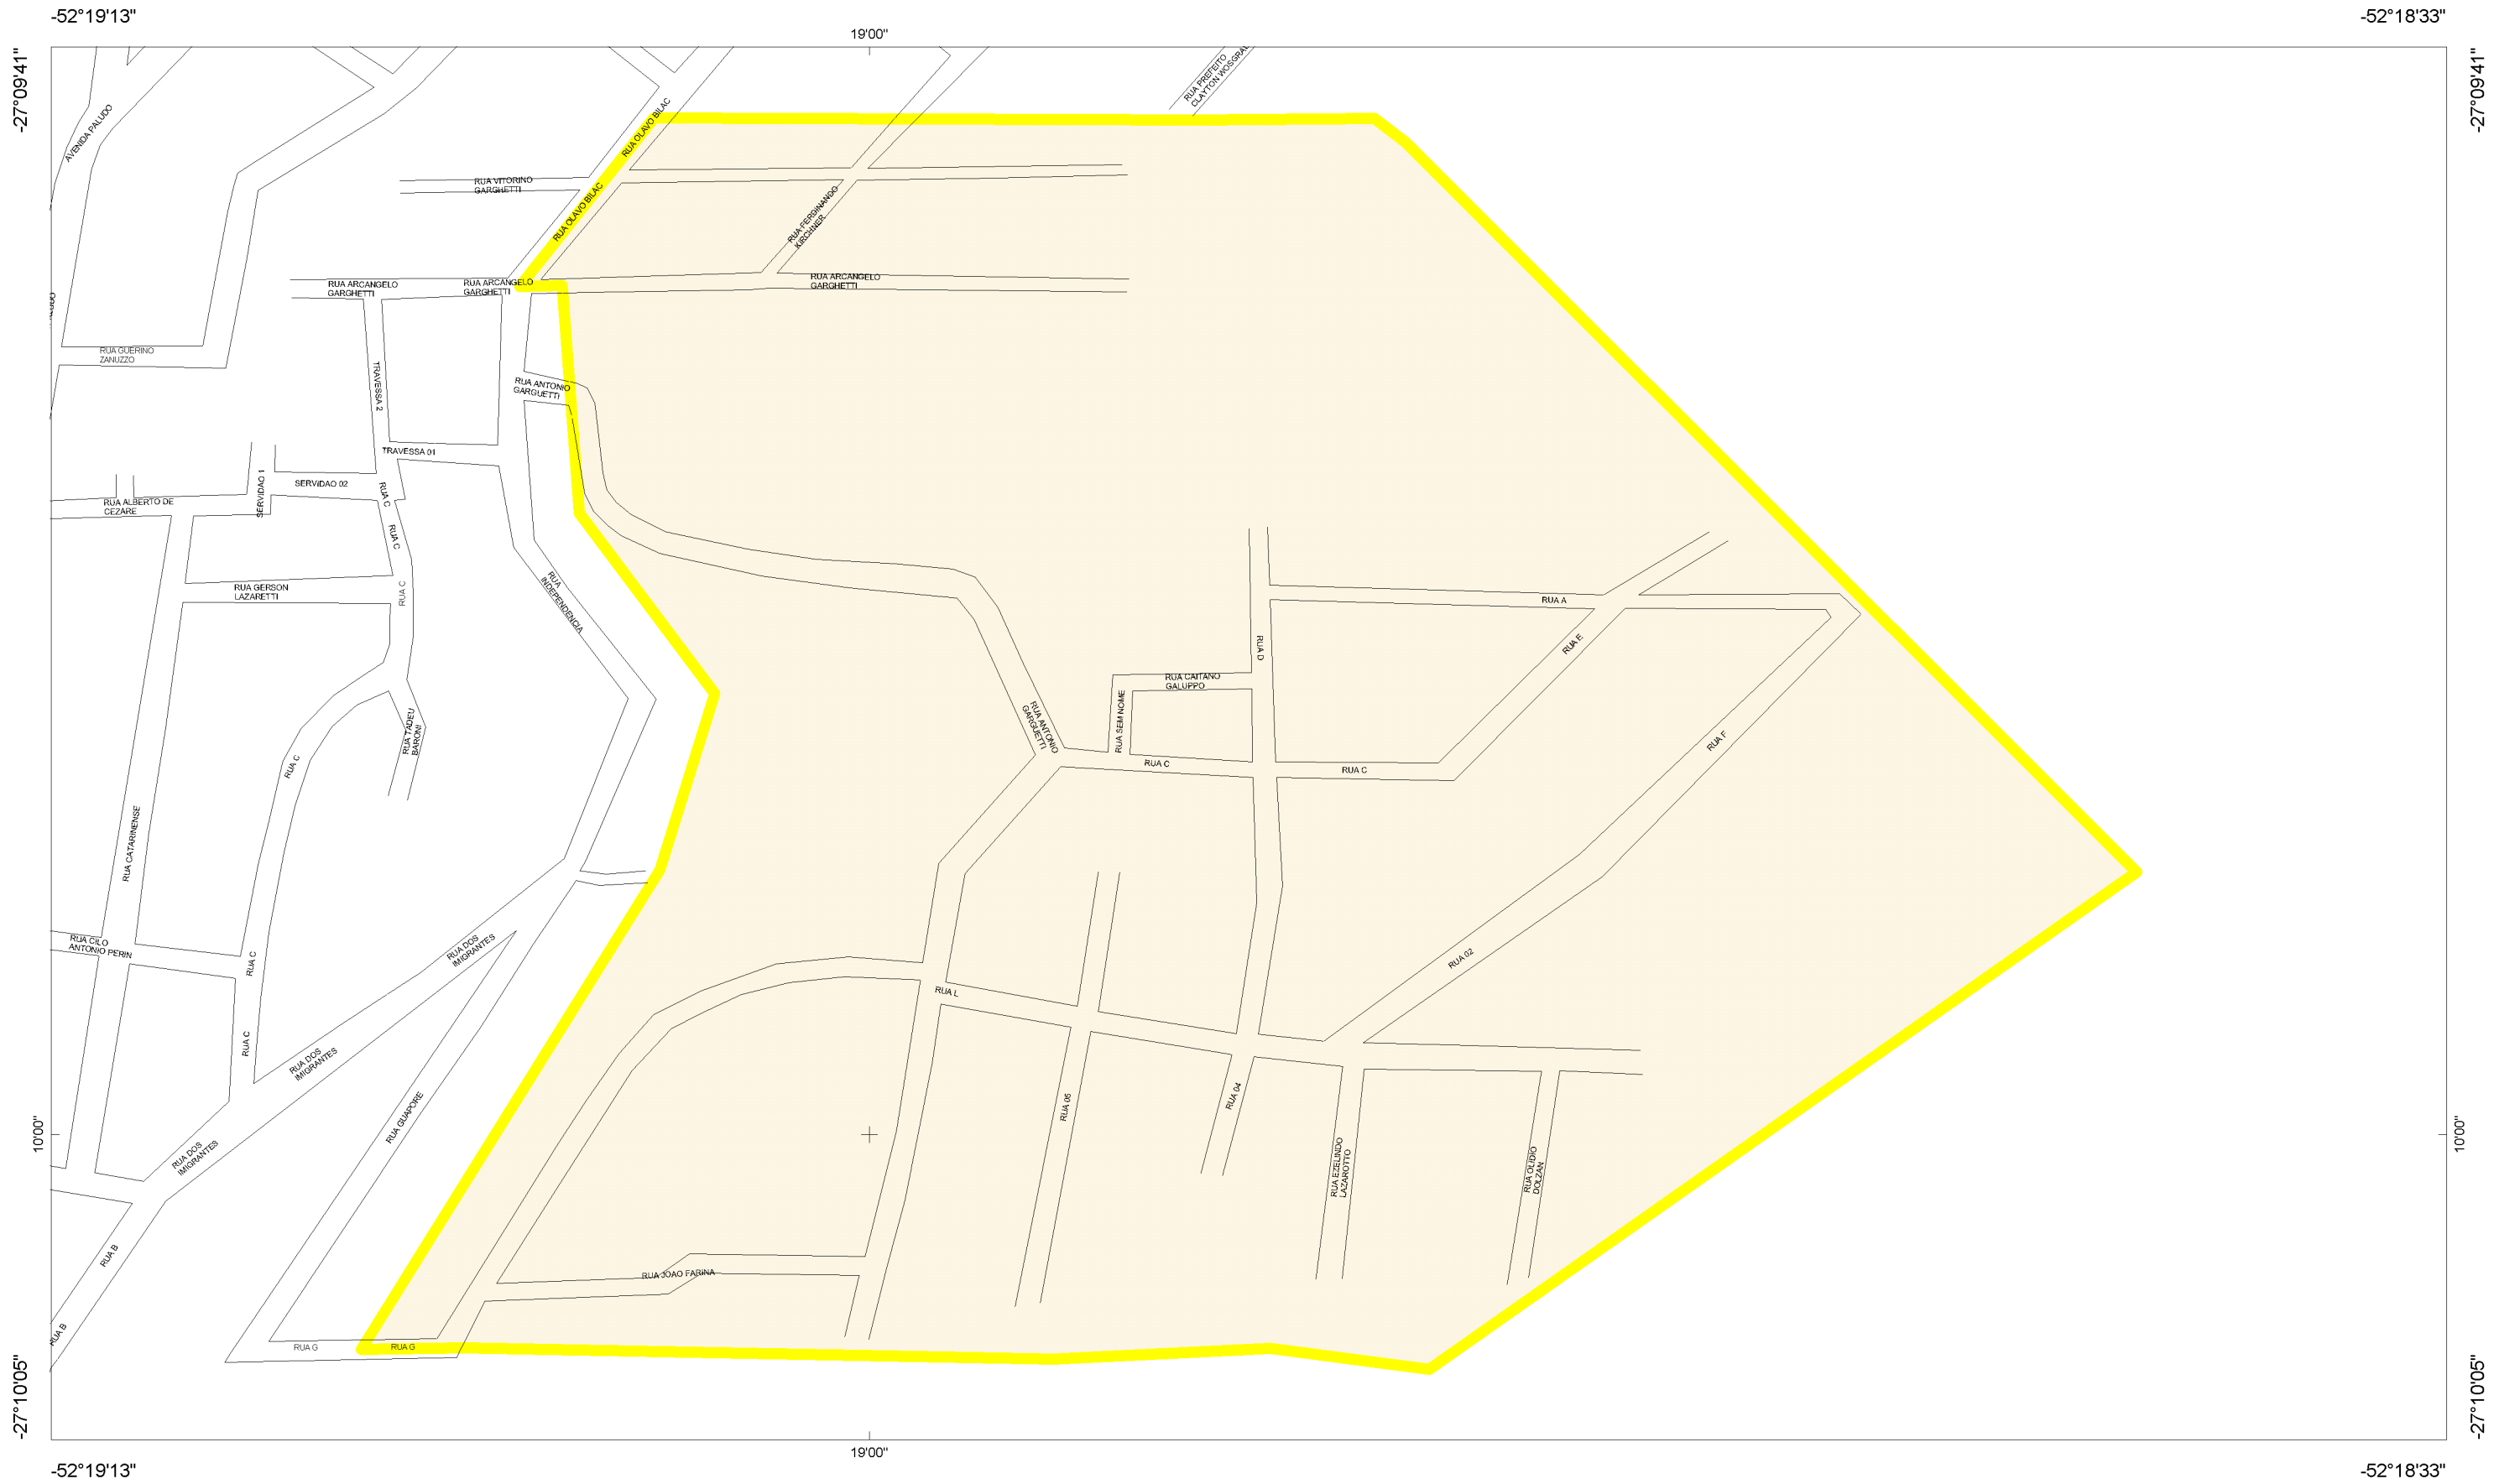 -52°19'13"
-52°18'33"
19'00"
-27°09'41"
-27°09'41"
RUA PREFEITO
AVENIDA PALUDO
RUA OLAVO BILAC
RUA VITORINO
GARGHETTI
RUA OLAVO BILAC
RUA FERDINANDO
KIRCHNER
RUA ARCANGELO
GARGHETTI
RUA ARCANGELO
GARGHETTI
RUA ARCANGELO
GARGHETTI
RUA GUERINO
ZANUZZO
TRAVESSA 2
RUA ANTONIO
GARGUETTI
TRAVESSA 01
SERVIDAO 1
SERVIDAO 02
RUA C
RUA ALBERTO DE
CEZARE
RUA C
RUA GERSON
LAZARETTI
RUA C
RUA
INDEPENDENCIA
RUA A
RUA D
RUA E
RUA CAITANO
GALUPPO
RUA SEM NOME
RUA ANTONIO
GARGUETTI
RUA TADEU
BARONI
RUA C
RUA C
RUA C
RUA F
RUA CATARINENSE
RUA CILO
ANTONIO PERIN
RUA DOS
IMIGRANTES
RUA C
RUA 02
RUA L
RUA C
RUA DOS
IMIGRANTES
RUA GUAPORE
RUA 06
RUA 04
10'00"
10'00"
RUA DOS
IMIGRANTES
RUA EZELINDO
LAZAROTTO
RUA OLIDIO
DOLZAN
RUA B
RUA JOAO FARINA
RUA B
RUA G
RUA G
-27°10'05"
-27°10'05"
19'00"
-52°19'13"
-52°18'33"